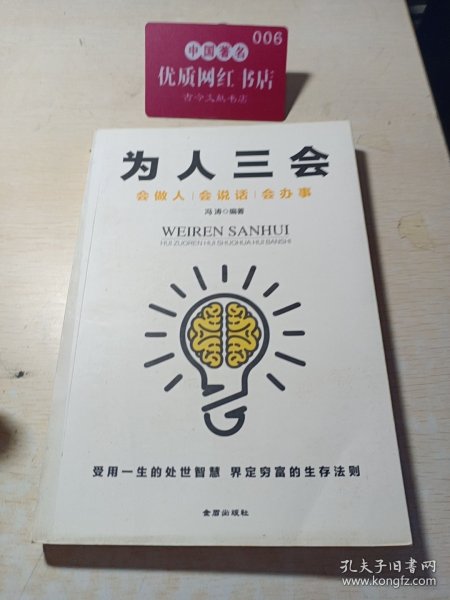 006
中国著名
优质网红书店
古今文献书店
为人三会
会做人|会说话|会办事
冯涛◇编著
WEIREN SANHUI
HUI ZUOREN HUI SHUOHUA HUI BANSHI
受用一生的处世智慧 界定穷富的生存法则
金盾出版社
孔夫子旧书网
www.kongfz.com